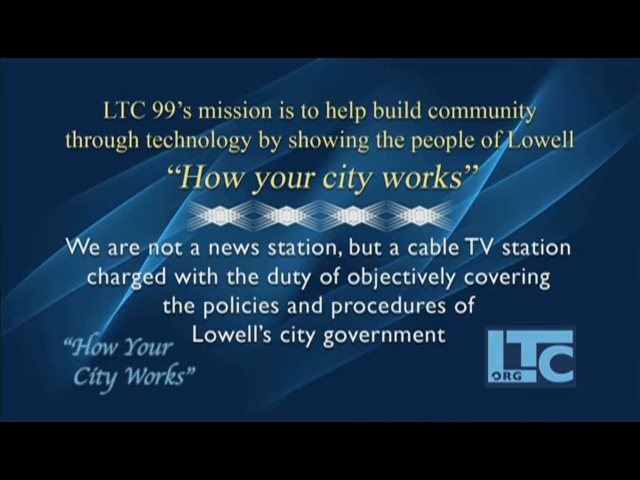 LTC 99's mission is to help build community
through technology by showing the people of Lowell
“How your city works”
We are not a news station, but a cable TV station
charged with the duty of objectively covering
the policies and procedures of
Lowell's city government
“How Your
City Works”
LTC
.ORG